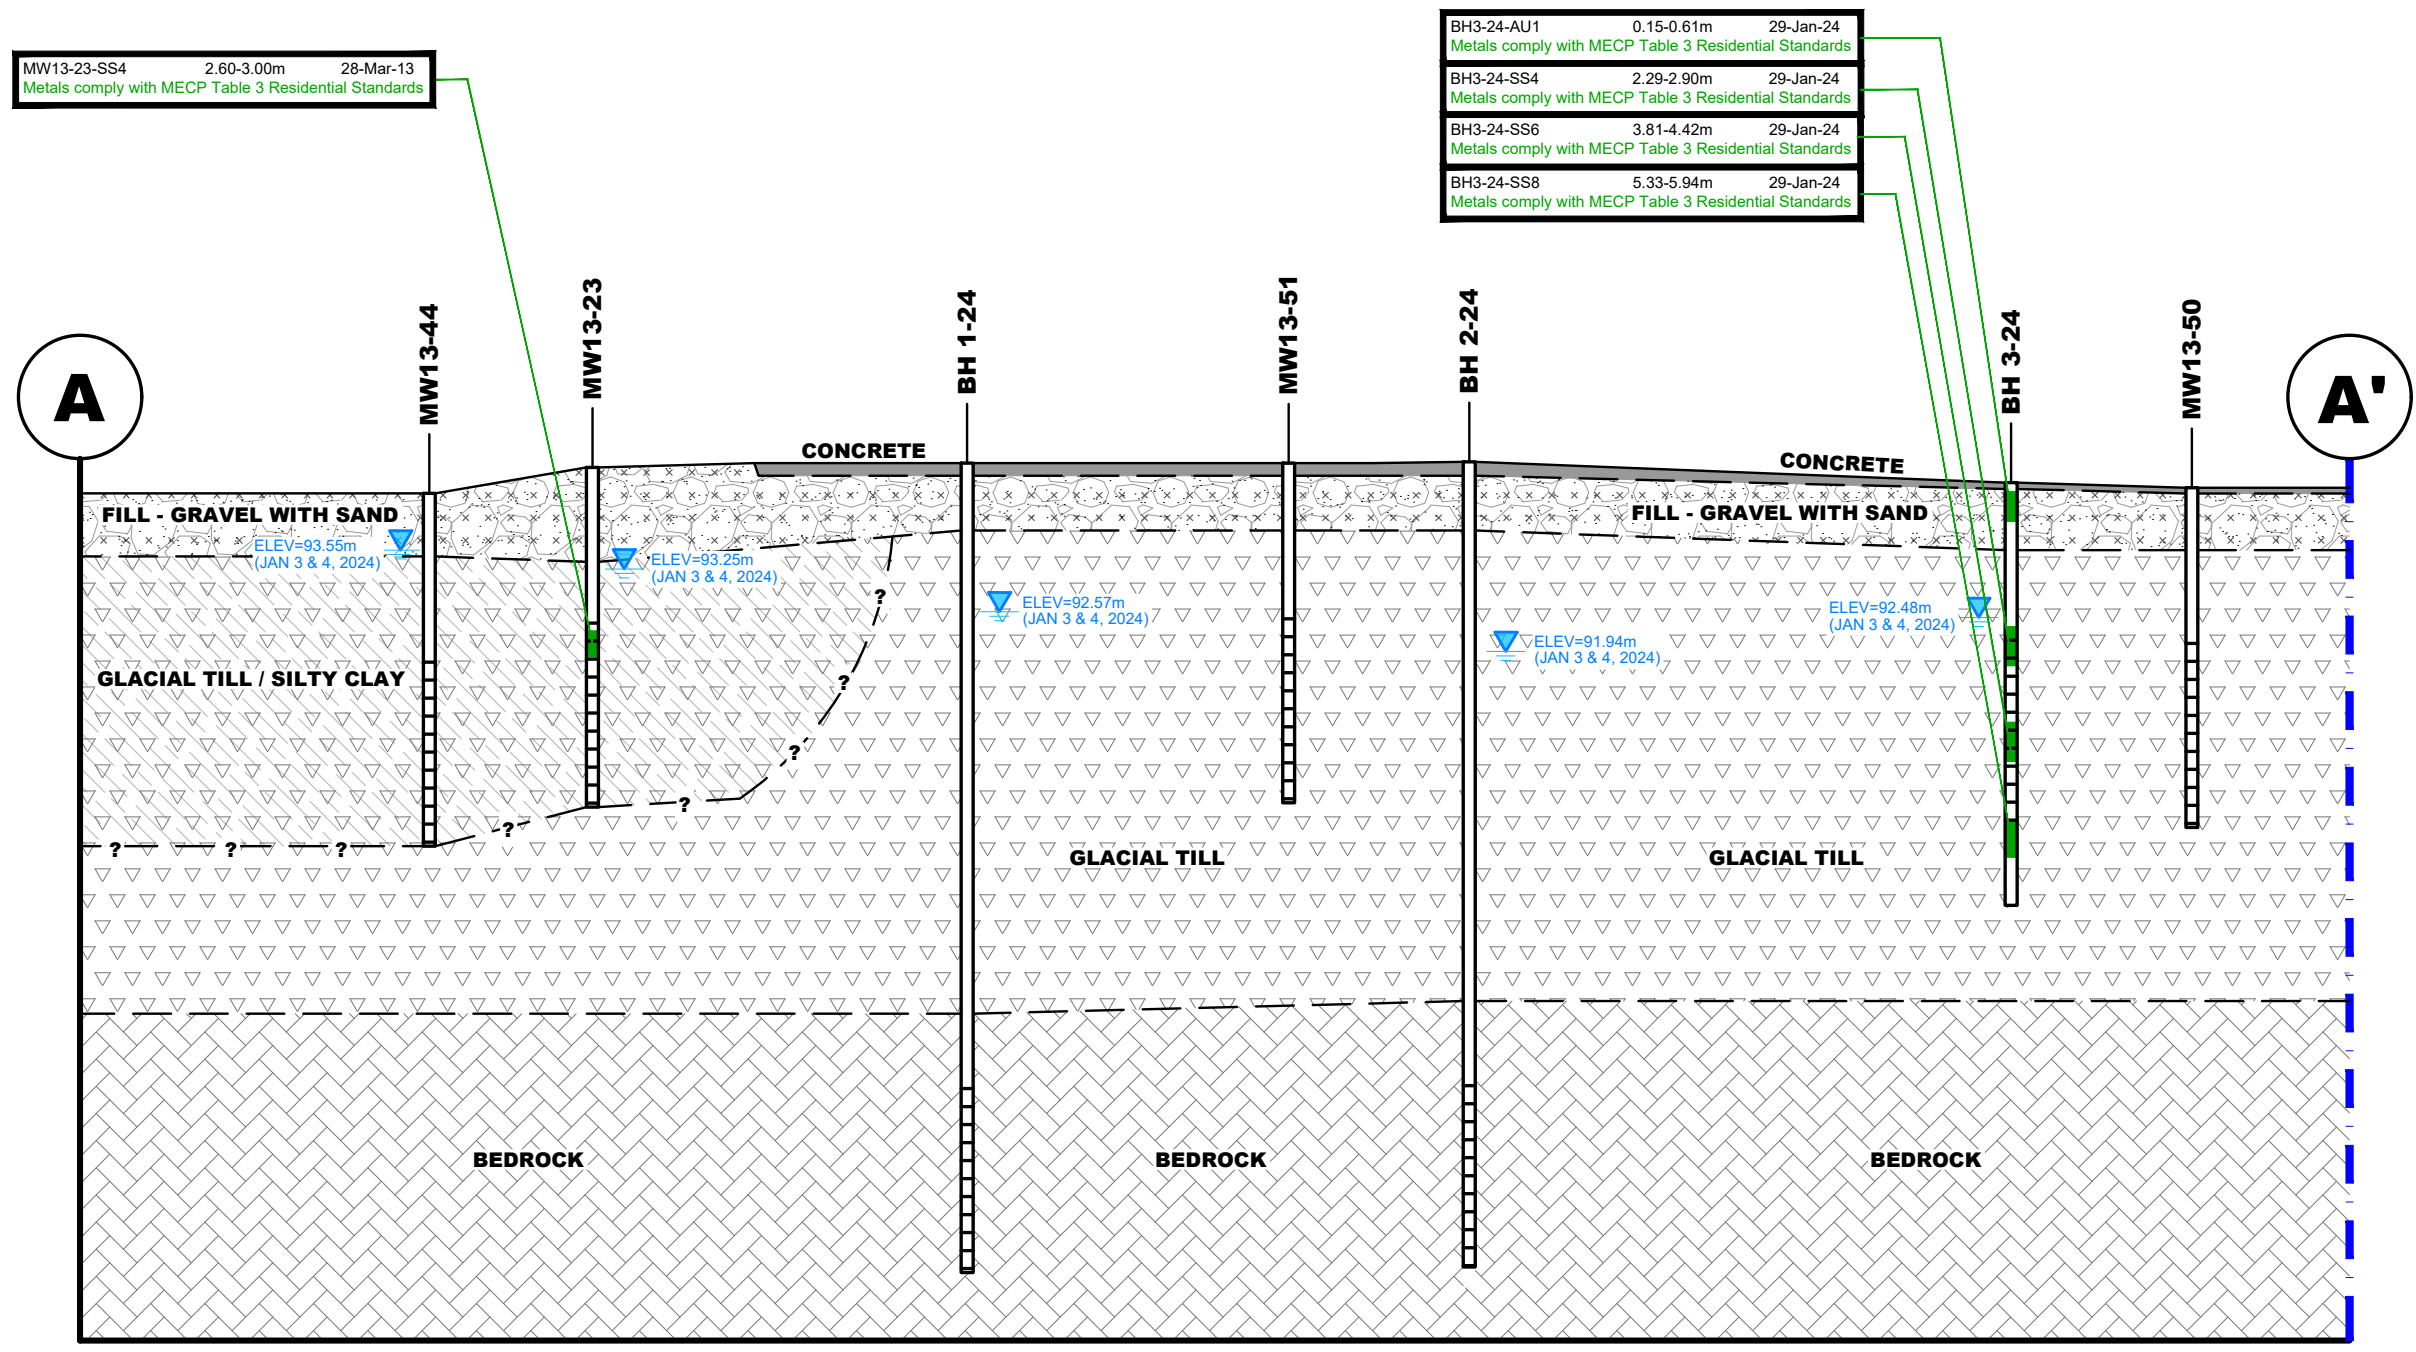 BH3-24-AU1 0.15-0.61m 29-Jan-24
Metals comply with MECP Table 3 Residential Standards
MW13-23-SS4 2.60-3.00m 28-Mar-13
Metals comply with MECP Table 3 Residential Standards
BH3-24-SS4 2.29-2.90m 29-Jan-24
Metals comply with MECP Table 3 Residential Standards
BH3-24-SS6 3.81-4.42m 29-Jan-24
Metals comply with MECP Table 3 Residential Standards
BH3-24-SS8 5.33-5.94m 29-Jan-24
Metals comply with MECP Table 3 Residential Standards
MW13-44
MW13-23
BH 1-24
MW13-51
BH 2-24
BH 3-24
MW13-50
A
A'
CONCRETE
CONCRETE
FILL - GRAVEL WITH SAND
FILL - GRAVEL WITH SAND
ELEV=93.55m
(JAN 3 & 4, 2024)
ELEV=93.25m
(JAN 3 & 4, 2024)
ELEV=92.57m
(JAN 3 & 4, 2024)
ELEV=92.48m
(JAN 3 & 4, 2024)
ELEV=91.94m
(JAN 3 & 4, 2024)
?
GLACIAL TILL / SILTY CLAY
?
?
?
?
?
?
?
GLACIAL TILL
GLACIAL TILL
BEDROCK
BEDROCK
BEDROCK